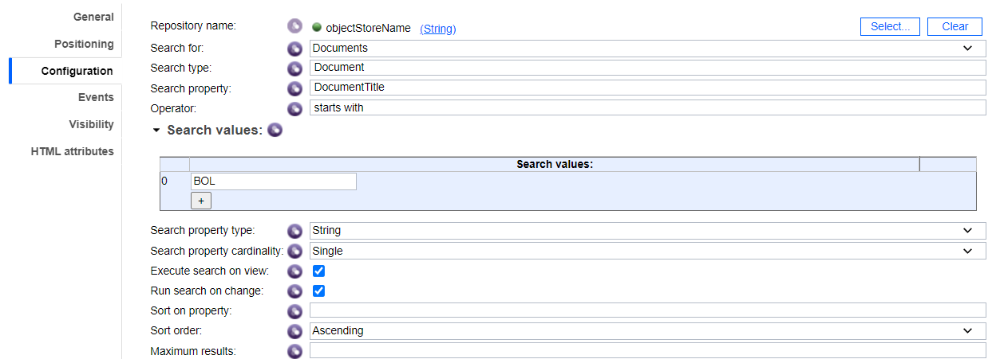 General
Positioning
Configuration
Events
Visibility
HTML attributes
Repository name: objectStoreName (String) Select... Clear
Search for: Documents
Search type: Document
Search property: DocumentTitle
Operator: starts with
Search values:
Search values:
0 BOL
+
Search property type: String
Search property cardinality: Single
Execute search on view:
Run search on change:
Sort on property:
Sort order: Ascending
Maximum results: